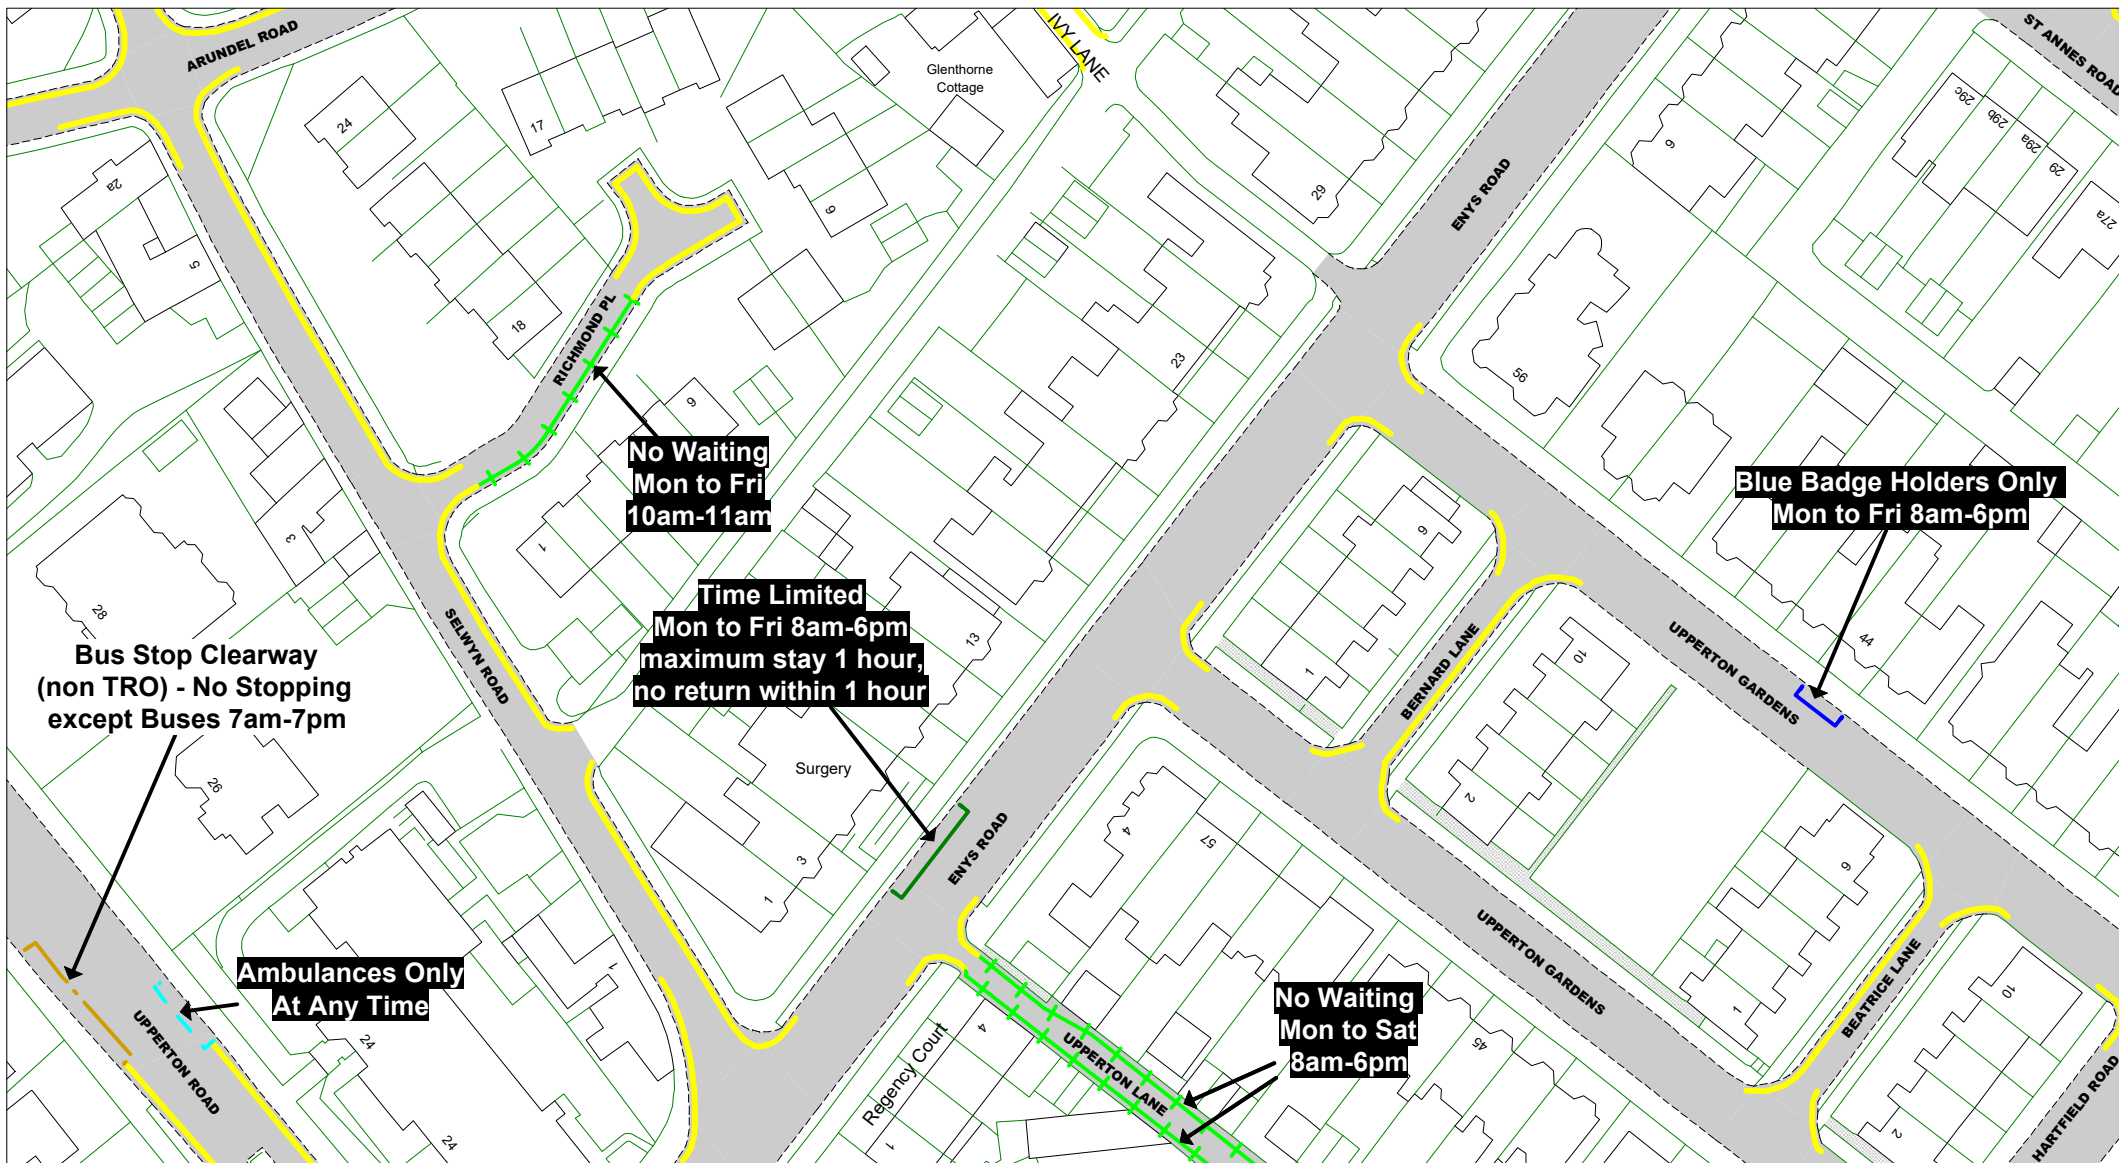 ARUNDEL ROAD
IVY LANE
ST ANNES ROAD
Glenthorne
Cottage
24
17
29c
29b
29a
29
27a
9
2a
5
9
29
ENYS ROAD
18
RICHMOND PL
23
56
9
No Waiting
Mon to Fri
10am-11am
Blue Badge Holders Only
Mon to Fri 8am-6pm
3
1
9
28
Time Limited
Mon to Fri 8am-6pm
maximum stay 1 hour,
no return within 1 hour
13
SELWYN ROAD
1
10
44
BERNARD LANE
UPPERTON GARDENS
Bus Stop Clearway
(non TRO) - No Stopping
except Buses 7am-7pm
26
Surgery
2
4
57
3
1
ENYS ROAD
9
UPPERTON GARDENS
BEATRICE LANE
Ambulances Only
At Any Time
1
10
1
No Waiting
Mon to Sat
8am-6pm
UPPERTON ROAD
24
Regency Court
4
UPPERTON LANE
45
24
1
2
HARTFIELD ROAD